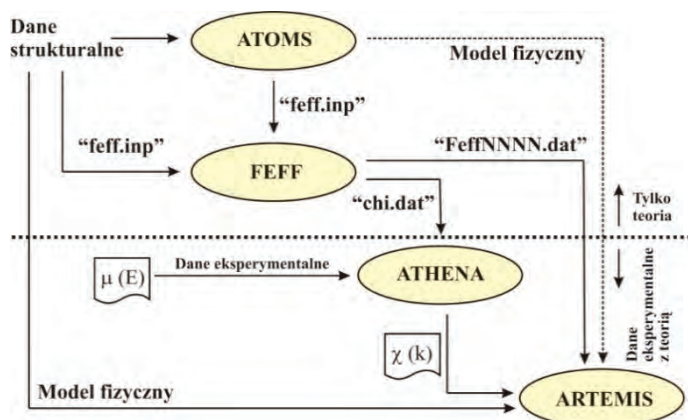 Dane
strukturalne
ATOMS
Model fizyczny
“feff.inp”
“feff.inp”
“FeffNNNN.dat”
FEFF
“chi.dat”
Tylko
teoria
μ (E)
Dane eksperymentalne
ATHENA
Dane
eksperymentalne
z teorią
χ (k)
Model fizyczny
ARTEMIS